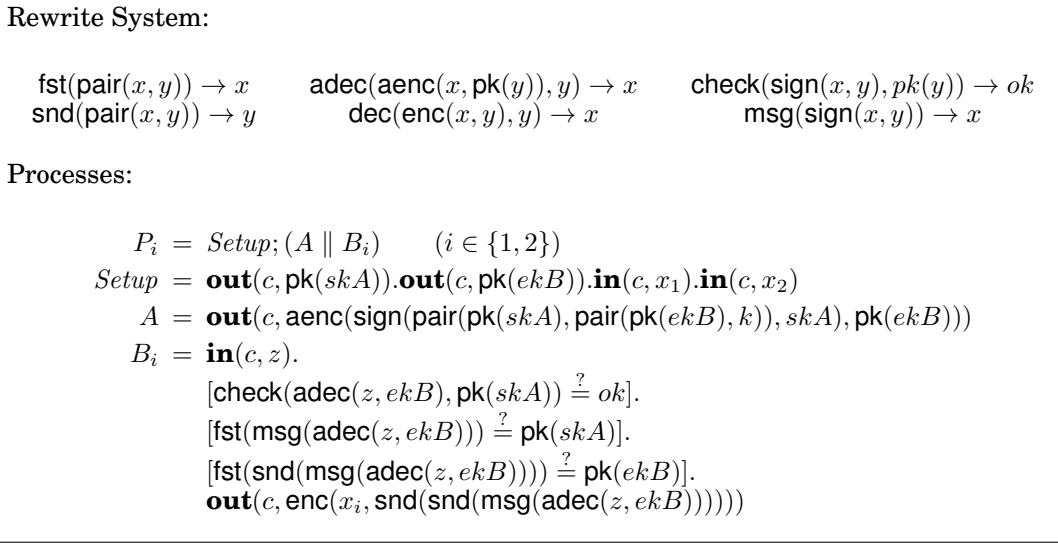 Rewrite System:
fst(pair(x, y)) → x adec(aenc(x, pk(y)), y) → x check(sign(x, y), pk(y)) → ok
snd(pair(x, y)) → y dec(enc(x, y), y) → x msg(sign(x, y)) → x
Processes:
P_i = Setup; (A ∥ B_i) (i ∈ {1, 2})
Setup = out(c, pk(skA)).out(c, pk(ekB)).in(c, x_1).in(c, x_2)
A = out(c, aenc(sign(pair(pk(skA), pair(pk(ekB), k)), skA), pk(ekB)))
B_i = in(c, z).
[check(adec(z, ekB), pk(skA)) ≟ ok].
[fst(msg(adec(z, ekB))) ≟ pk(skA)].
[fst(snd(msg(adec(z, ekB)))) ≟ pk(ekB)].
out(c, enc(x_i, snd(snd(msg(adec(z, ekB))))))